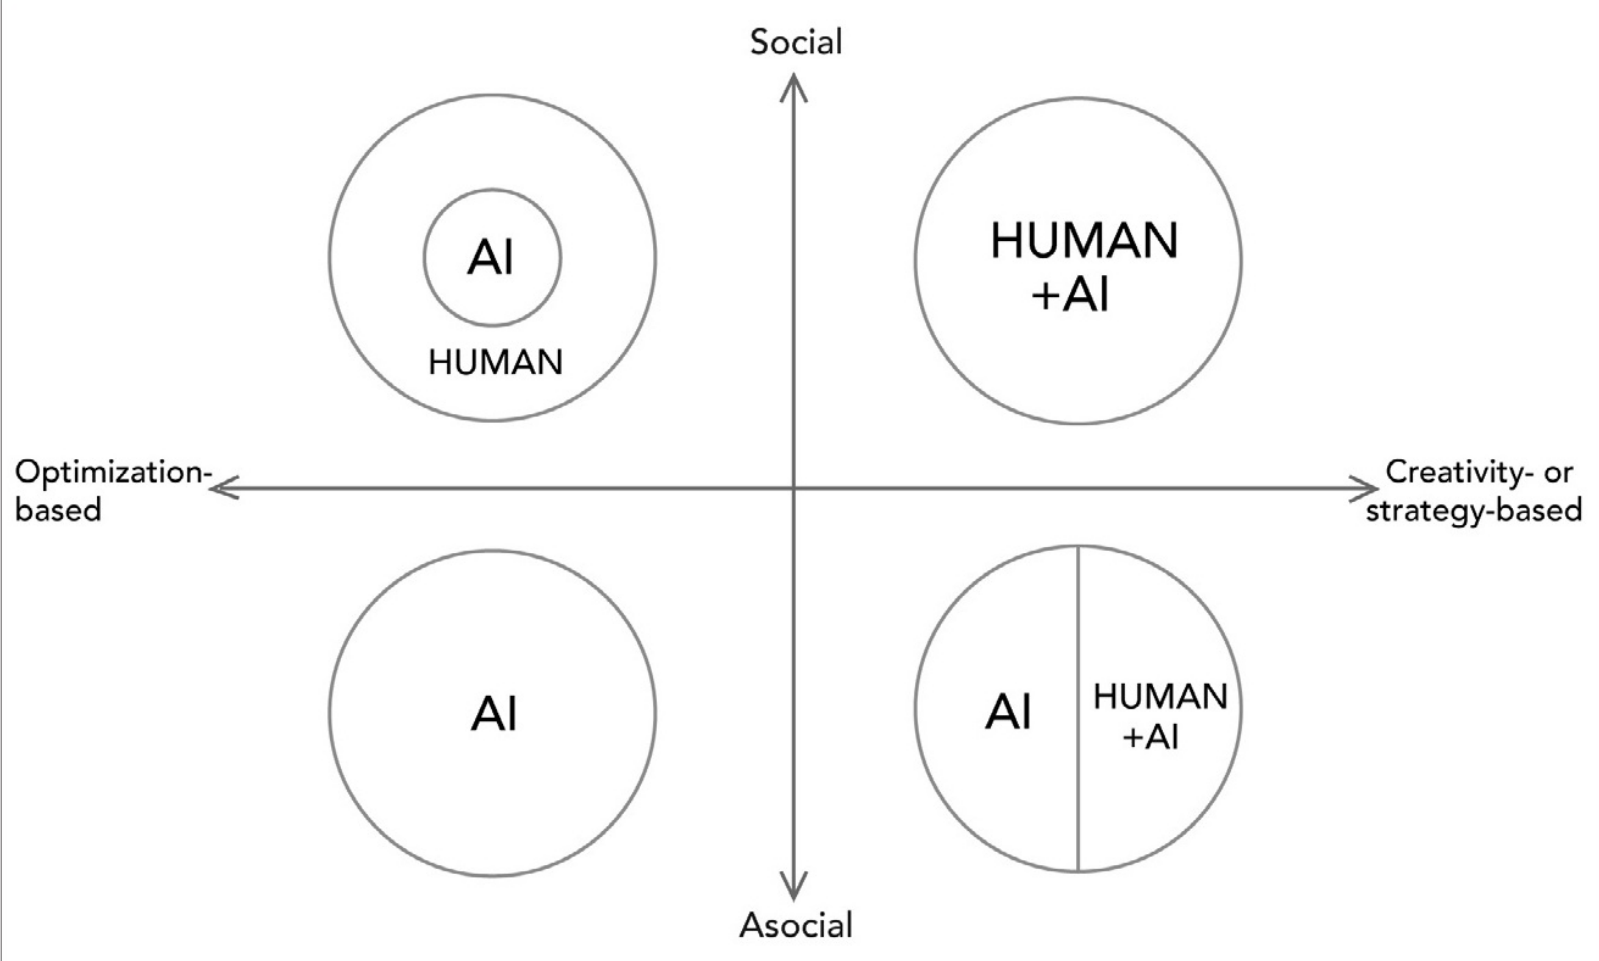 Social
AI
HUMAN
HUMAN
+AI
Optimization-
based
Creativity- or
strategy-based
AI
AI
HUMAN
+AI
Asocial